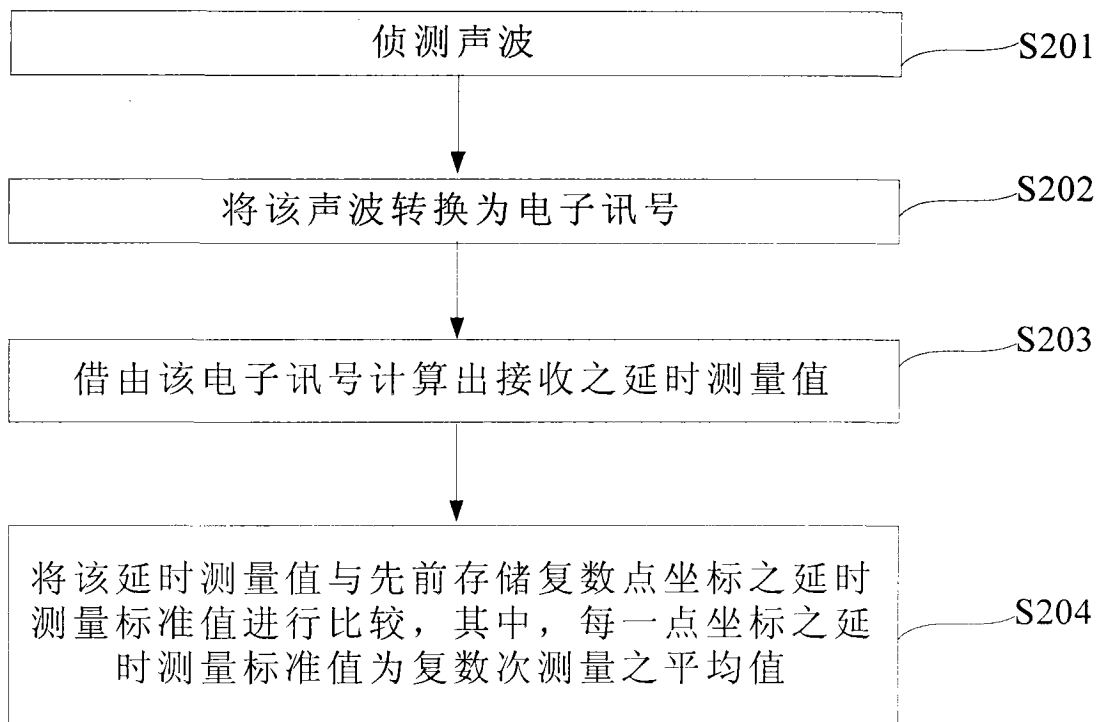 侦测声波
S201
将该声波转换为电子讯号
S202
借由该电子讯号计算出接收之延时测量值
S203
将该延时测量值与先前存储复数点坐标之延时
测量标准值进行比较，其中，每一点坐标之延
时测量标准值为复数次测量之平均值
S204